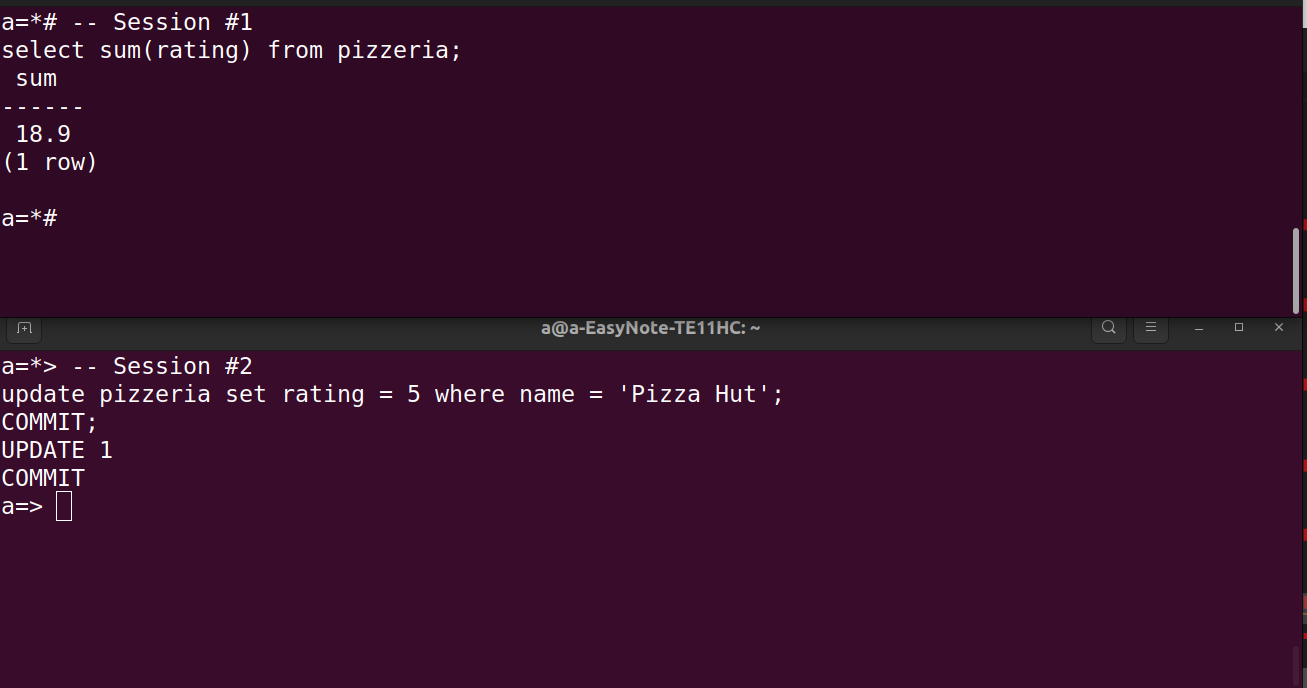 a=*# -- Session #1
select sum(rating) from pizzeria;
 sum
------
 18.9
(1 row)

a=*#
a@a-EasyNote-TE11HC: ~
a=*> -- Session #2
update pizzeria set rating = 5 where name = 'Pizza Hut';
COMMIT;
UPDATE 1
COMMIT
a=>